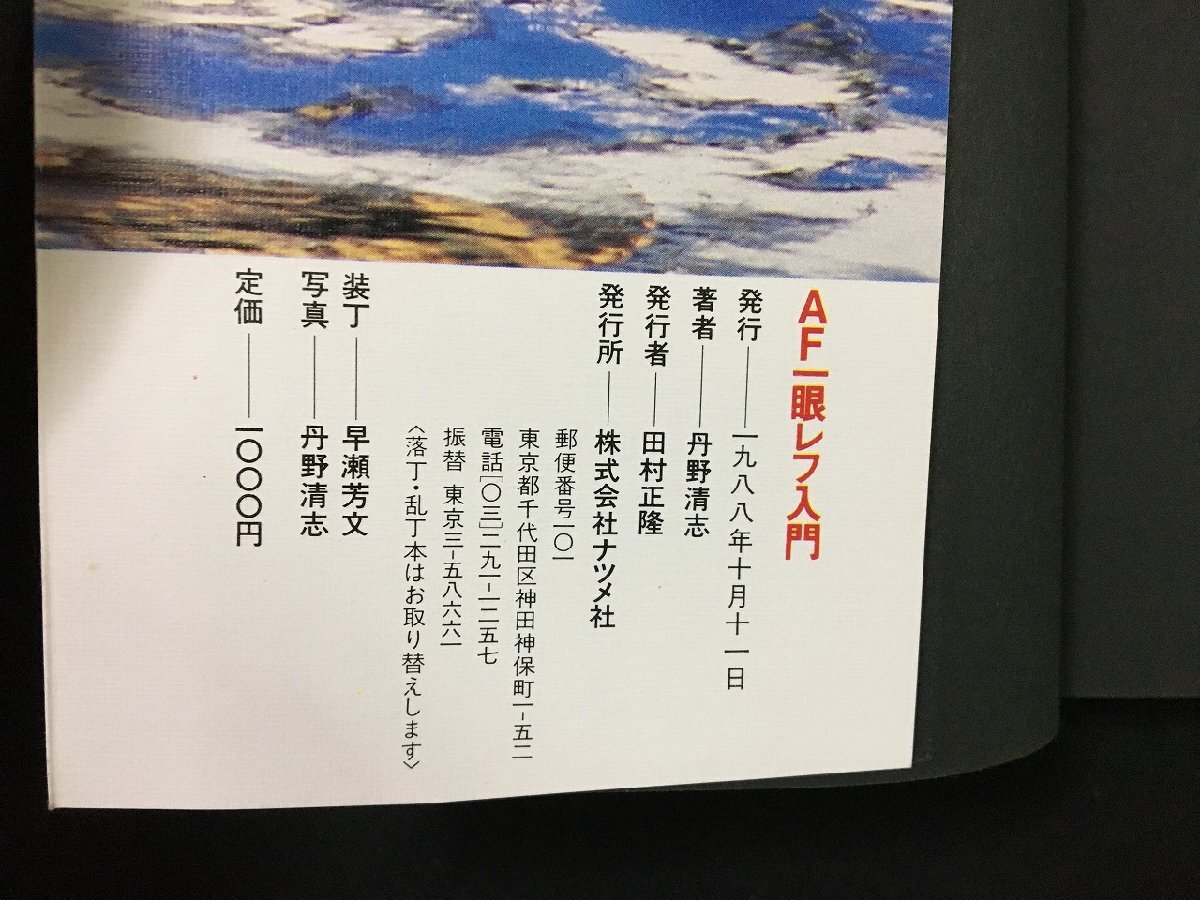 AF一眼レフ入門
発行――一九八八年十月十一日
著者――丹野清志
発行者――田村正隆
発行所――株式会社ナツメ社
郵便番号一〇一
東京都千代田区神田神保町一-五二
電話[〇三]二九一-一二五七
振替 東京三-五八六六一
〈落丁・乱丁本はお取り替えします〉
装丁――早瀬芳文
写真――丹野清志
定価――一〇〇〇円